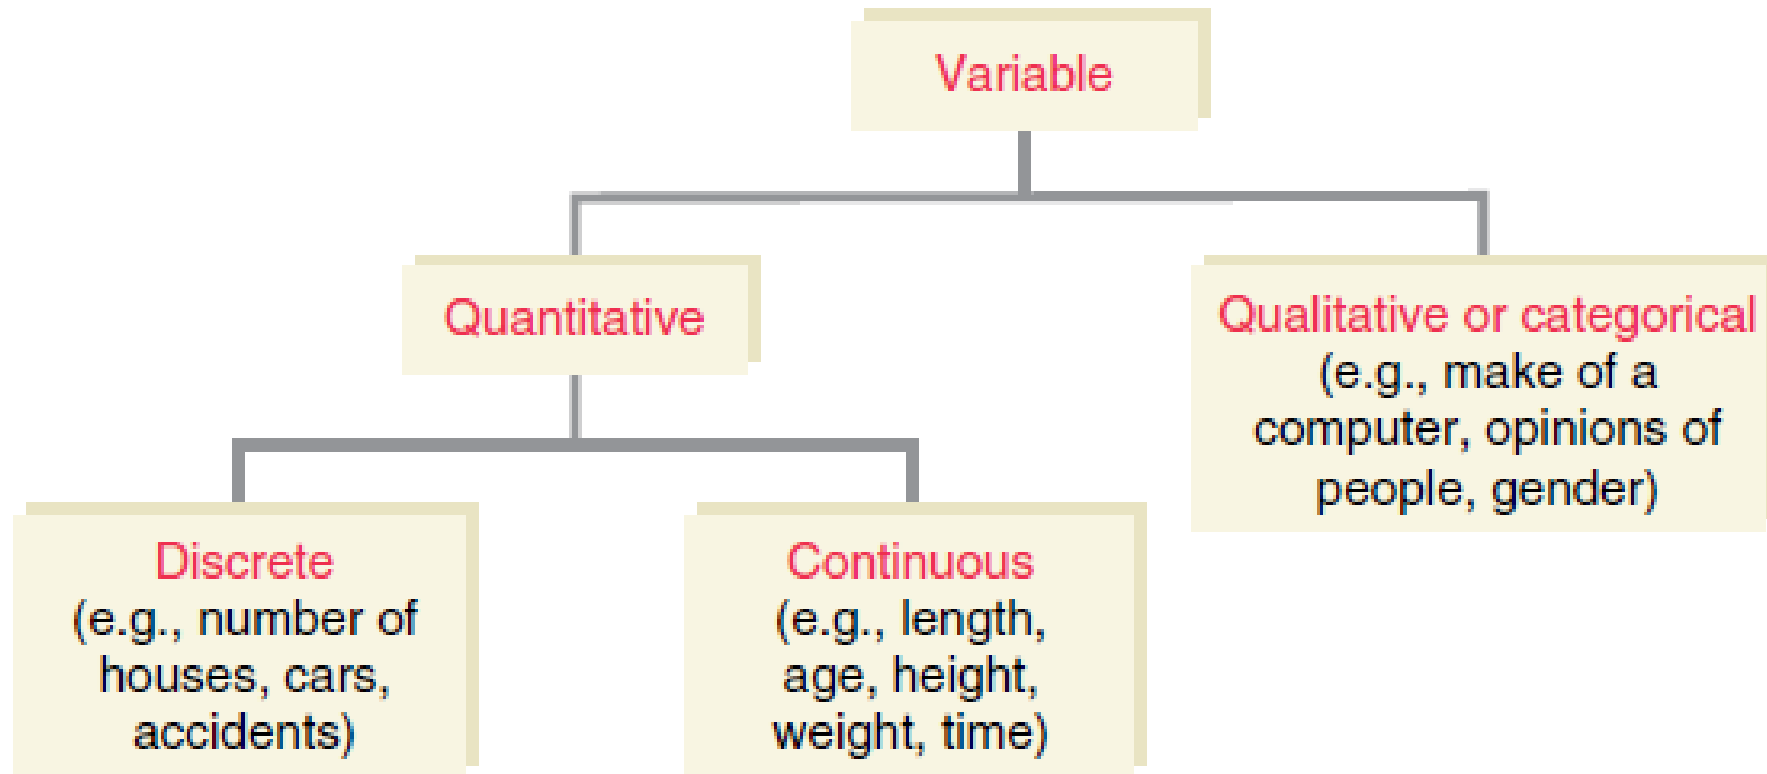 Variable
Quantitative
Qualitative or categorical
(e.g., make of a
computer, opinions of
people, gender)
Discrete
(e.g., number of
houses, cars,
accidents)
Continuous
(e.g., length,
age, height,
weight, time)